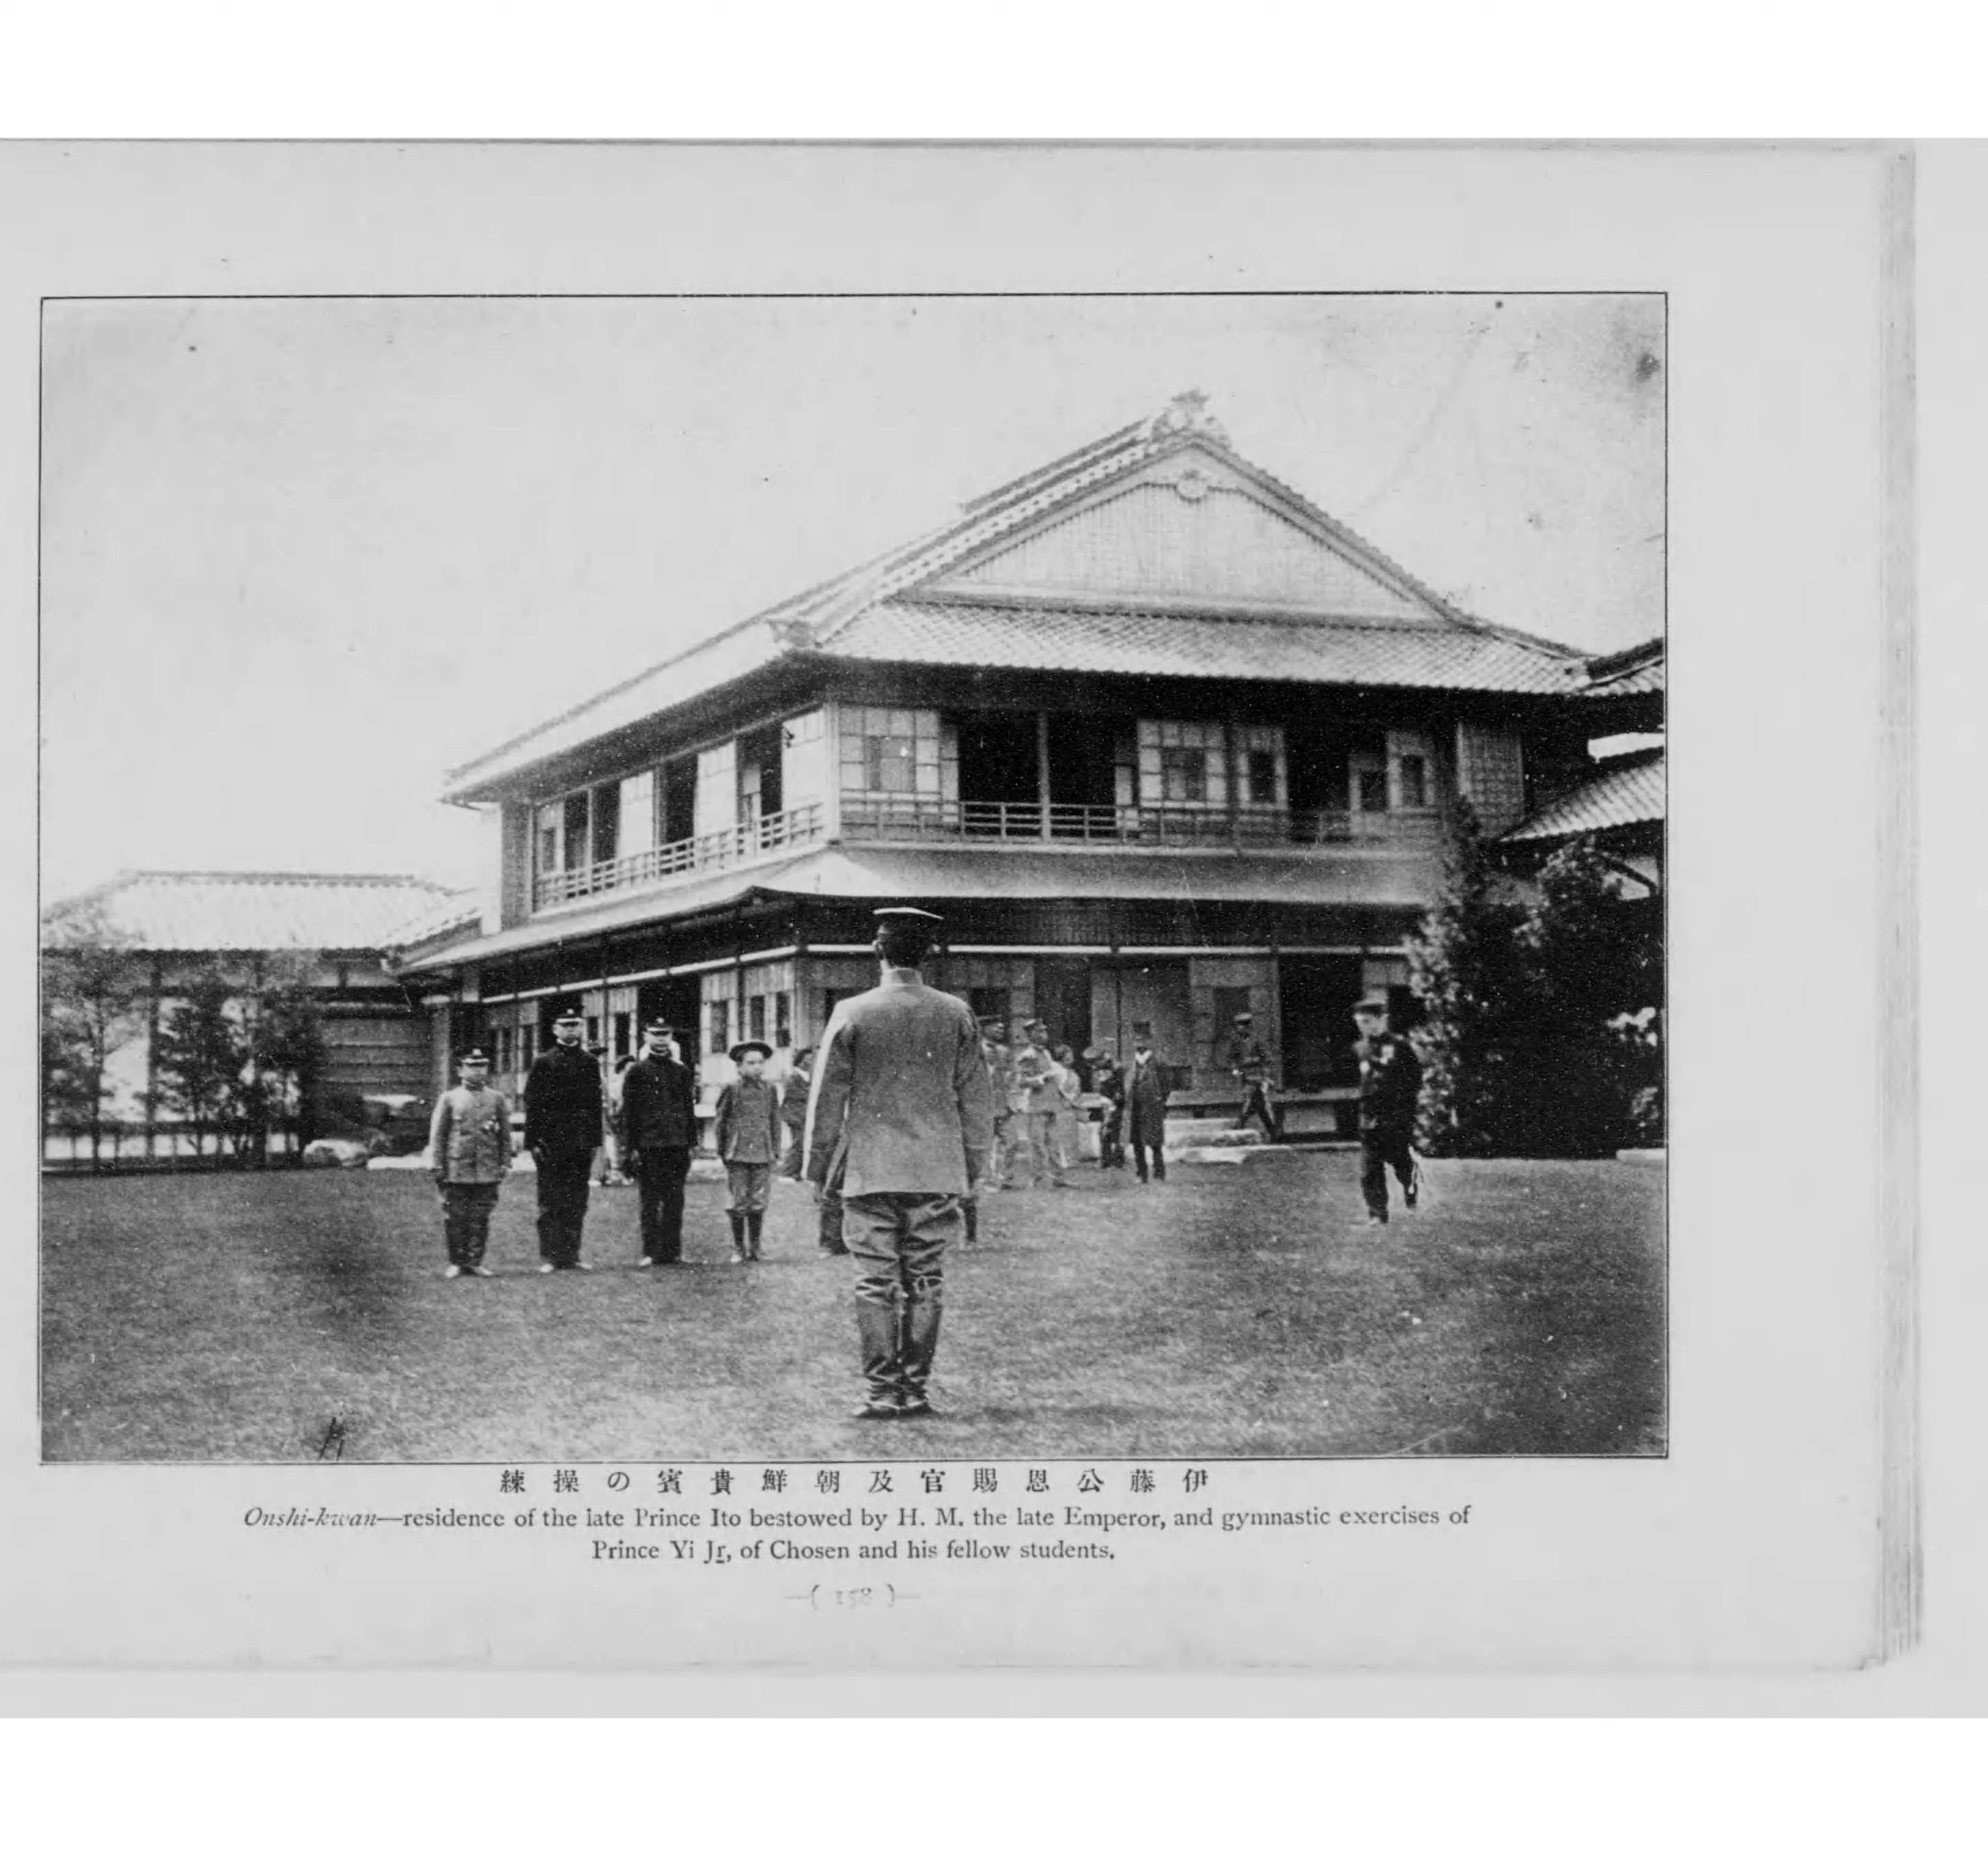 伊藤公恩賜官及朝鮮貴賓の操練
Onshi-kwan—residence of the late Prince Ito bestowed by H. M. the late Emperor, and gymnastic exercises of
Prince Yi Jr, of Chosen and his fellow students.
—( 158 )—